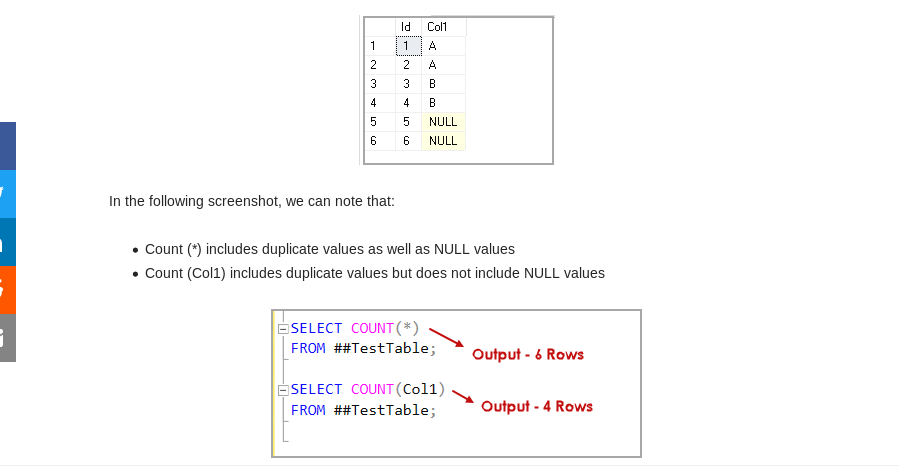 Id Col1
1 1 A
2 2 A
3 3 B
4 4 B
5 5 NULL
6 6 NULL
In the following screenshot, we can note that:
• Count (*) includes duplicate values as well as NULL values
• Count (Col1) includes duplicate values but does not include NULL values
SELECT COUNT(*)
FROM ##TestTable;
Output - 6 Rows
SELECT COUNT(Col1)
FROM ##TestTable;
Output - 4 Rows